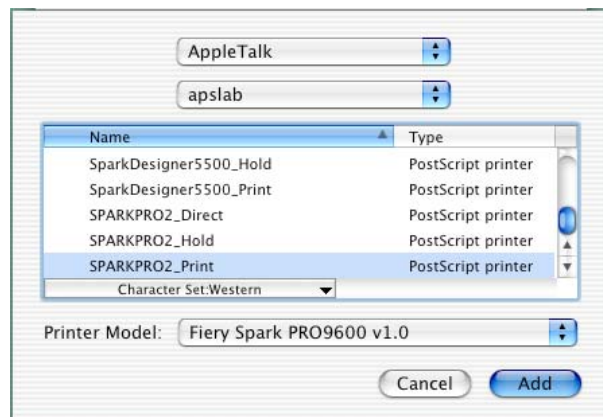 AppleTalk
apslab
Name Type
SparkDesigner5500_Hold PostScript printer
SparkDesigner5500_Print PostScript printer
SPARKPRO2_Direct PostScript printer
SPARKPRO2_Hold PostScript printer
SPARKPRO2_Print PostScript printer
Character Set:Western
Printer Model: Fiery Spark PRO9600 v1.0
Cancel Add